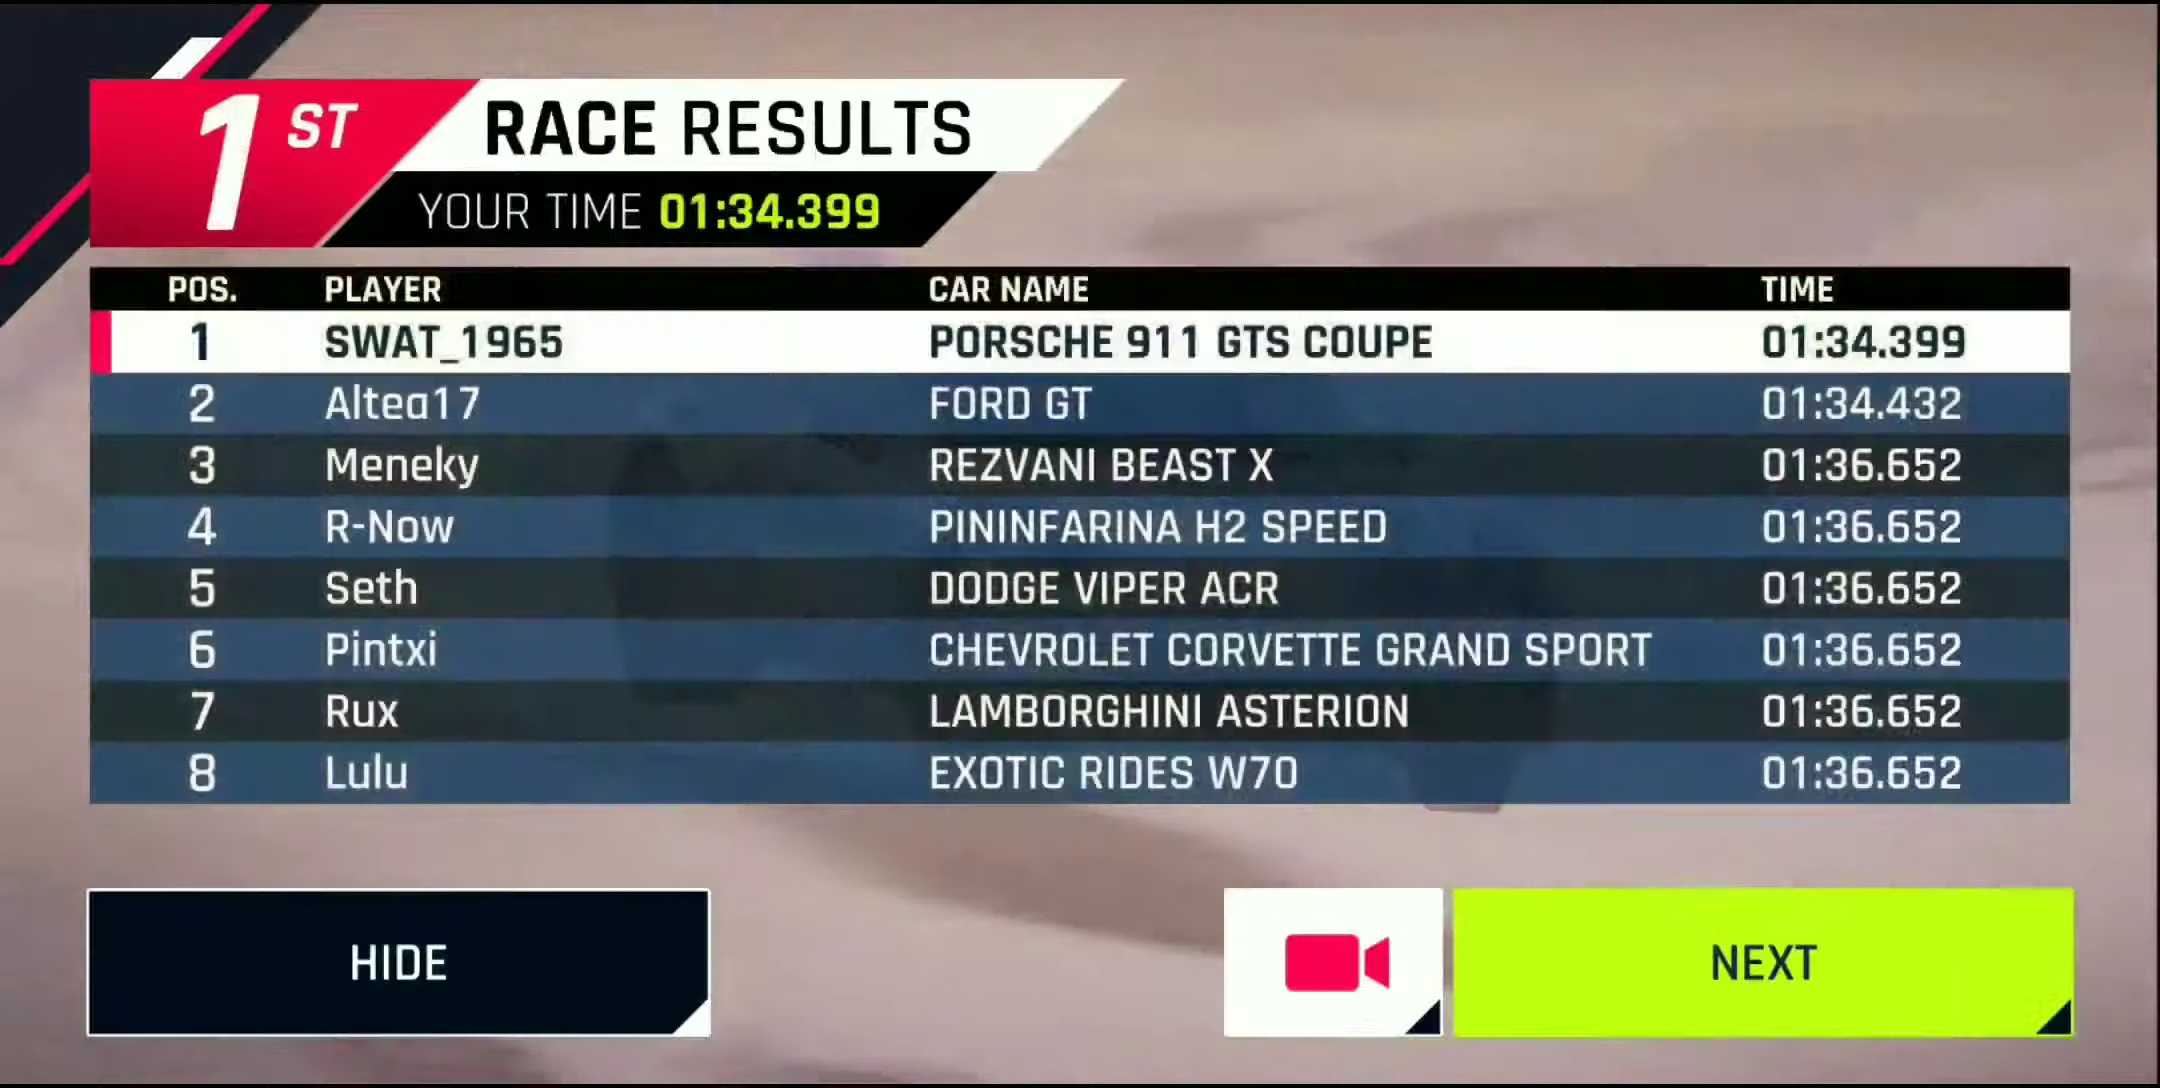 1 ST
RACE RESULTS
YOUR TIME 01:34.399
POS. PLAYER CAR NAME TIME
1 SWAT_1965 PORSCHE 911 GTS COUPE 01:34.399
2 Altea17 FORD GT 01:34.432
3 Meneky REZVANI BEAST X 01:36.652
4 R-Now PININFARINA H2 SPEED 01:36.652
5 Seth DODGE VIPER ACR 01:36.652
6 Pintxi CHEVROLET CORVETTE GRAND SPORT 01:36.652
7 Rux LAMBORGHINI ASTERION 01:36.652
8 Lulu EXOTIC RIDES W70 01:36.652
HIDE NEXT